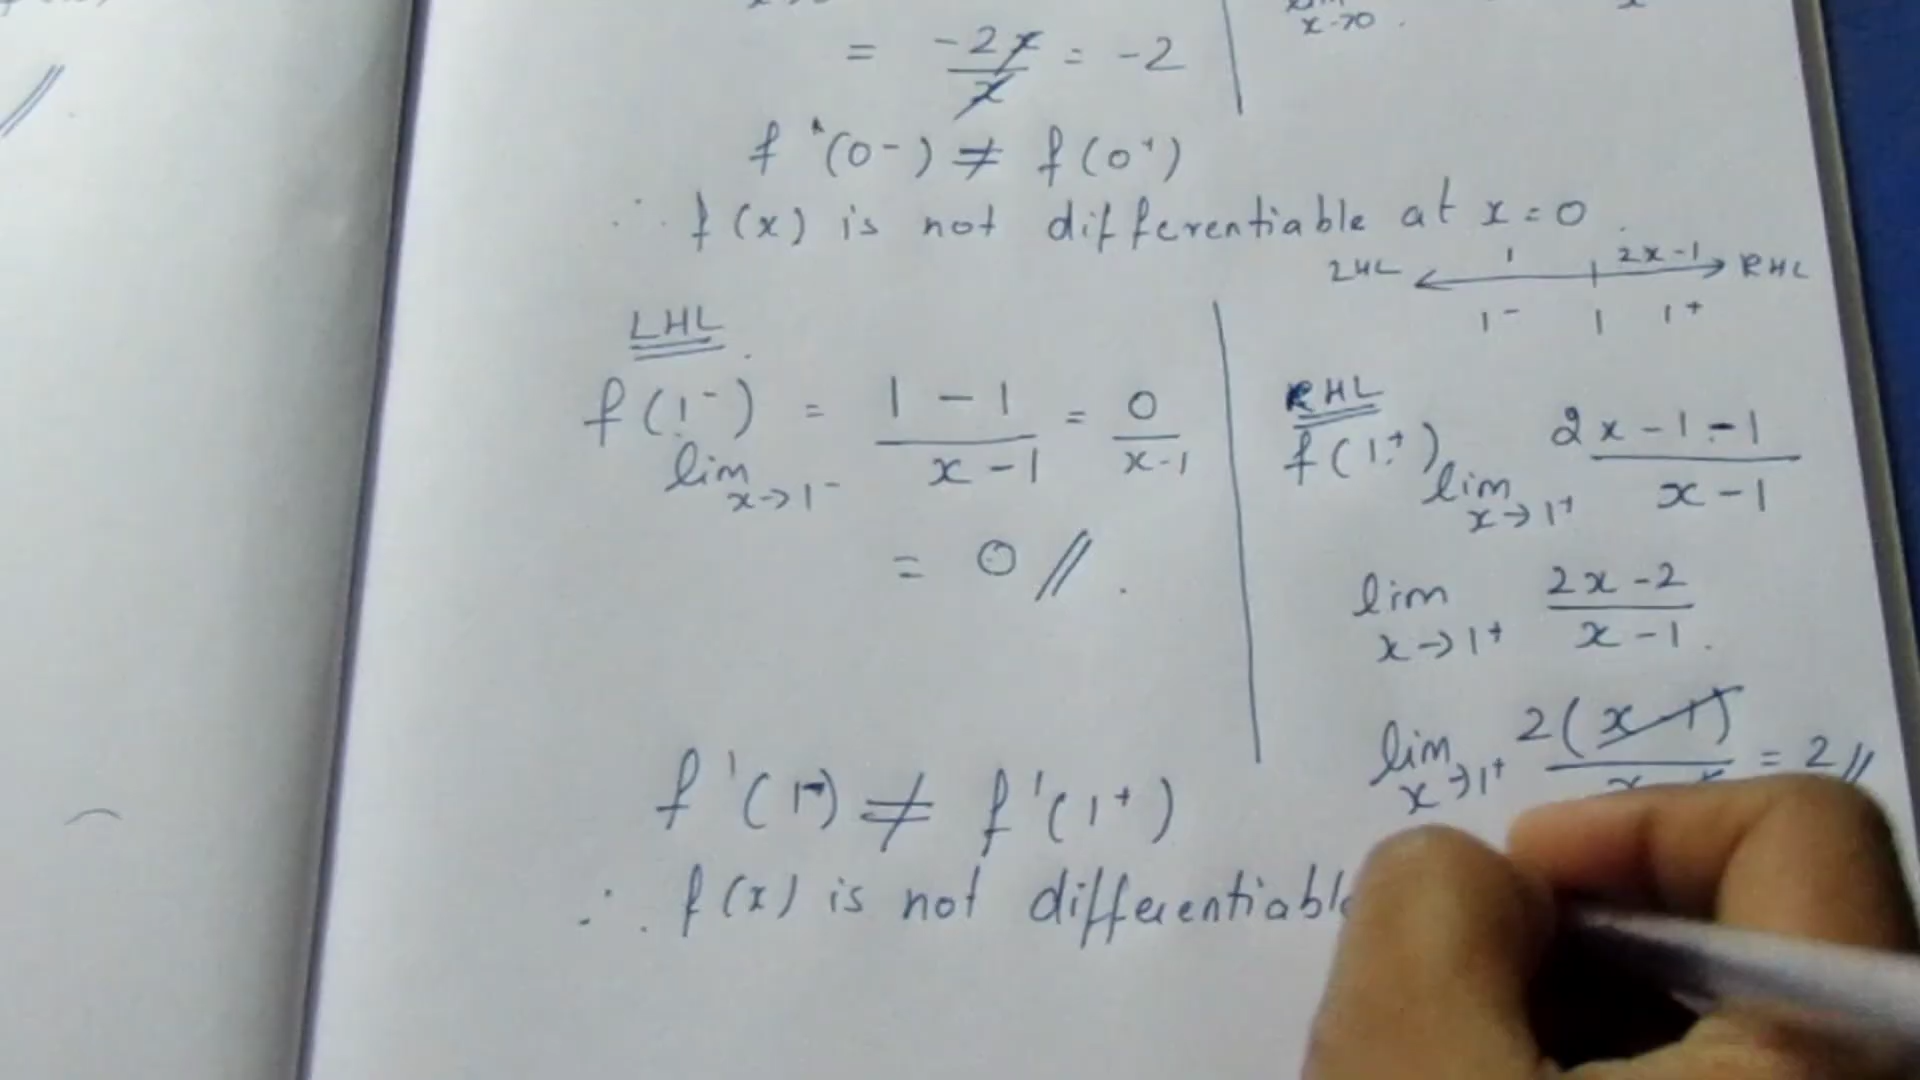 x→0
= -2x/x = -2
f '(0-) ≠ f(0+)
∴ f(x) is not differentiable at x=0
LHL 1 2x-1 RHL
1- 1 1+
LHL
f(1-) = 1-1/x-1 = 0/x-1
lim x→1-
= 0 //
RHL
f(1+) lim x→1+ 2x-1-1/x-1
lim x→1+ 2x-2/x-1
lim x→1+ 2(x-1)/x-1 = 2 //
f'(1-) ≠ f'(1+)
∴ f(x) is not differentiable